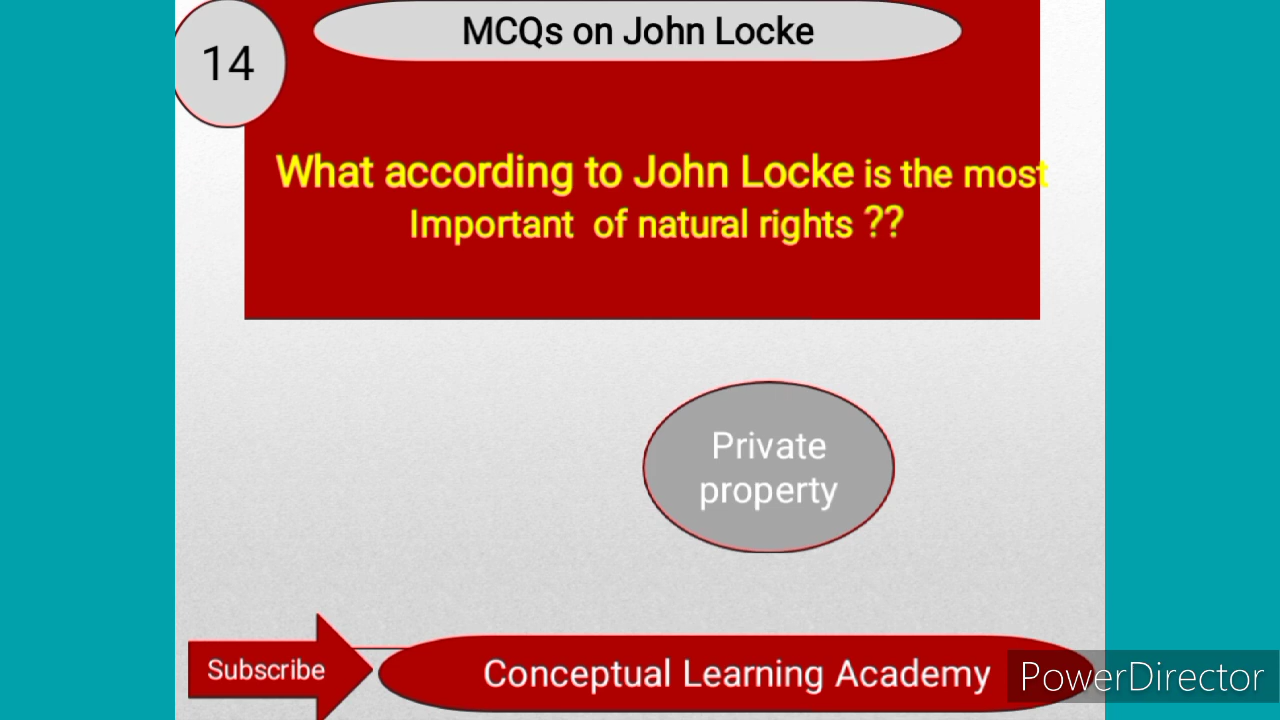 14
MCQs on John Locke
What according to John Locke is the most
Important of natural rights ??
Private
property
Subscribe
Conceptual Learning Academy
PowerDirector